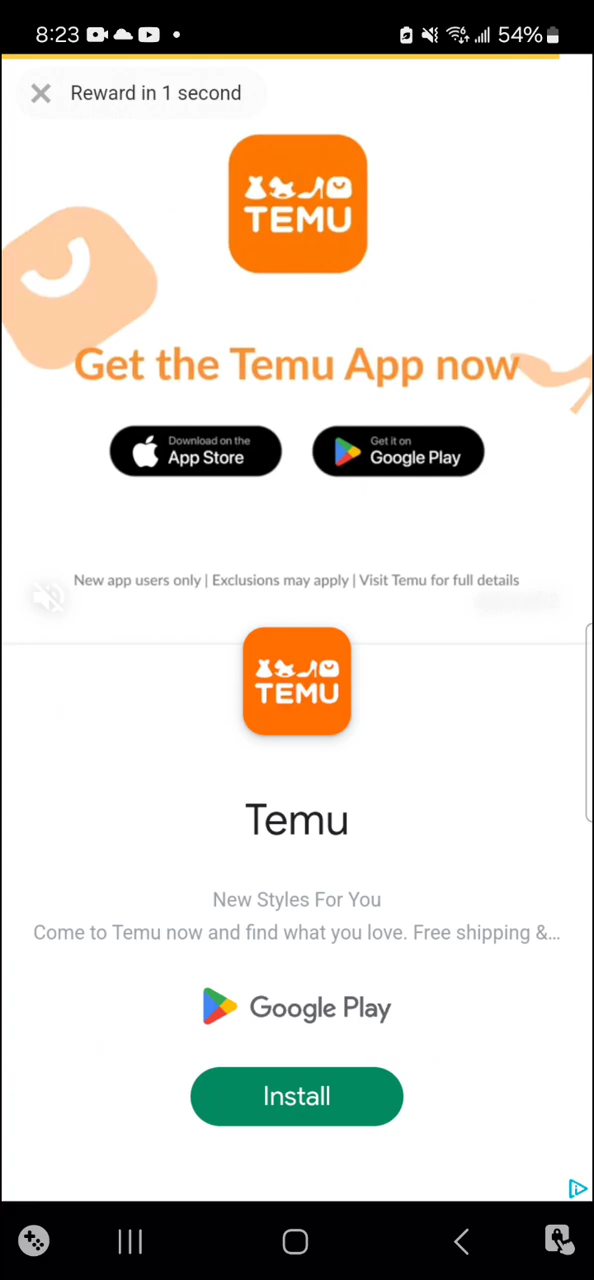 8:23
54%
Reward in 1 second
TEMU
Get the Temu App now
Download on the
App Store
Get it on
Google Play
New app users only | Exclusions may apply | Visit Temu for full details
TEMU
Temu
New Styles For You
Come to Temu now and find what you love. Free shipping &...
Google Play
Install